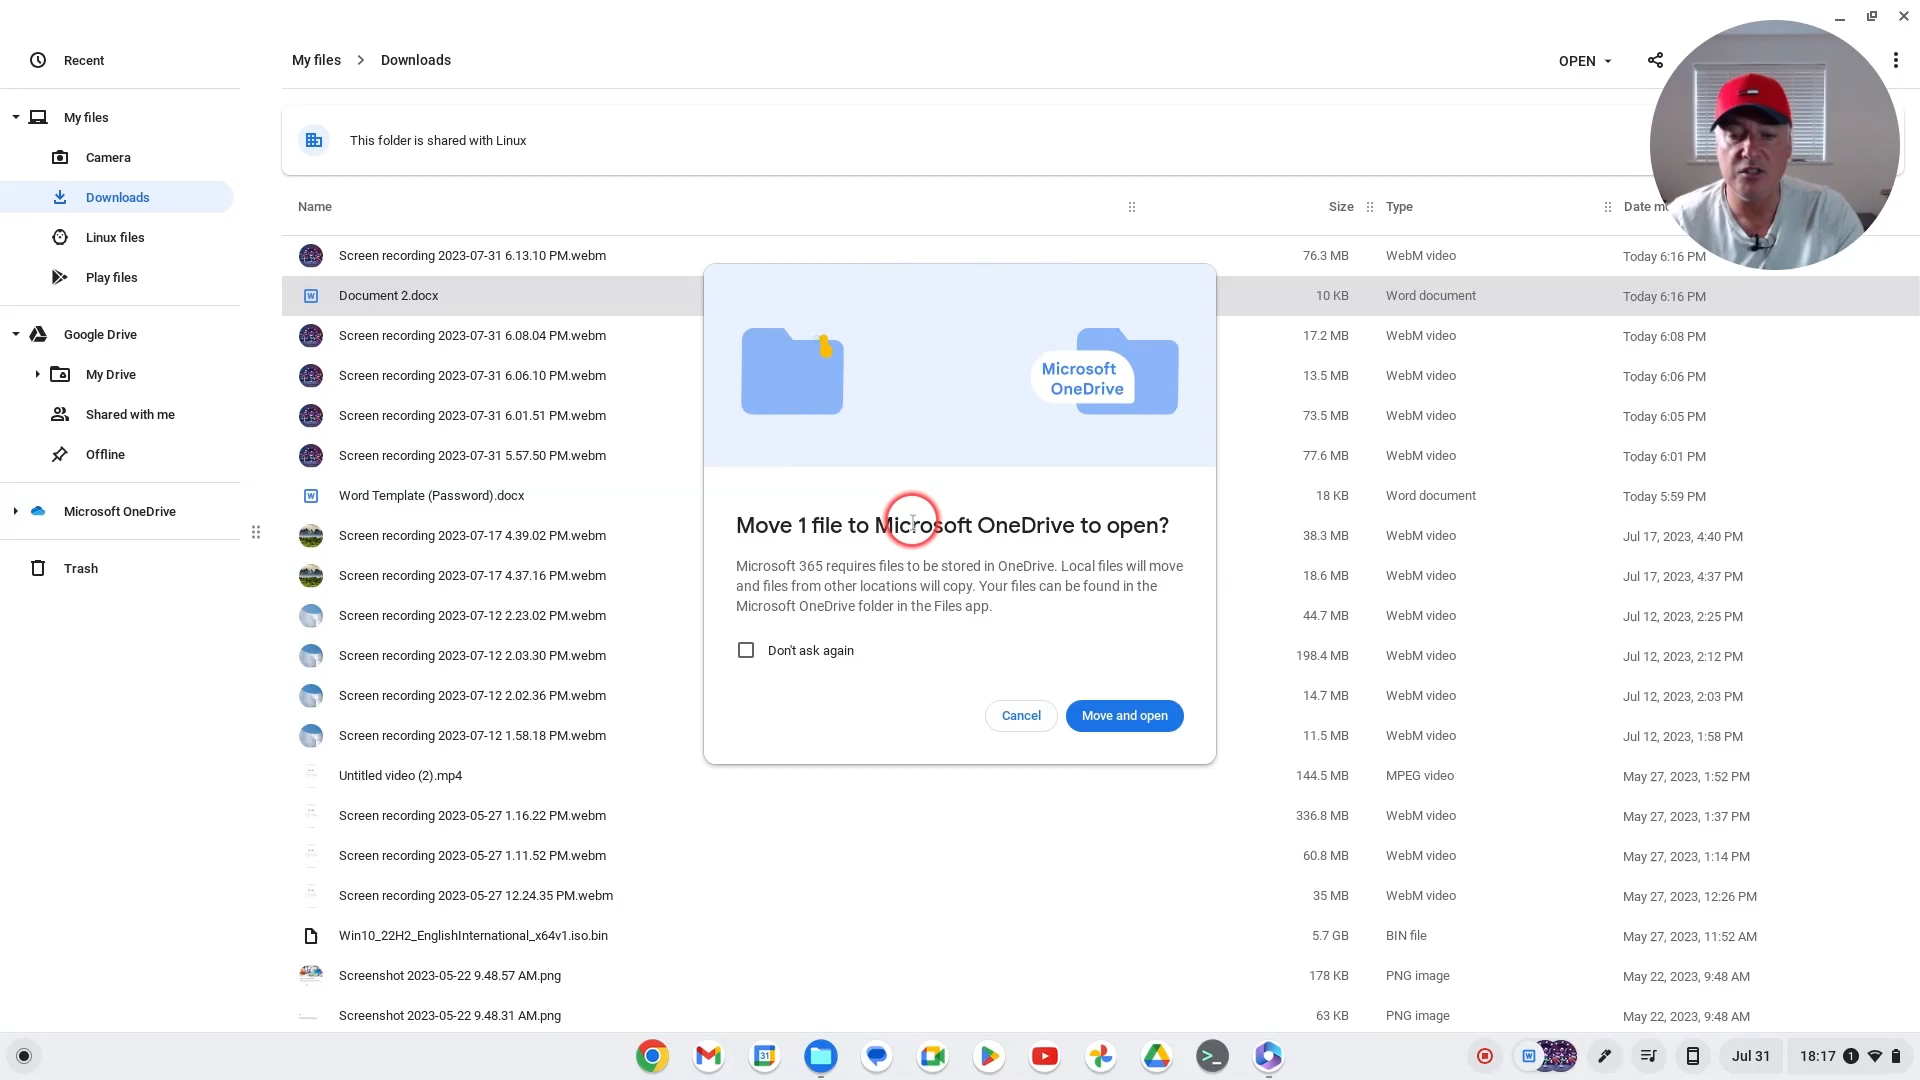 Recent
My files
Camera
Downloads
Linux files
Play files
Google Drive
My Drive
Shared with me
Offline
Microsoft OneDrive
Trash
My files > Downloads
OPEN
This folder is shared with Linux
Name Size Type
Screen recording 2023-07-31 6.13.10 PM.webm 76.3 MB WebM video Today 6:16 PM
Document 2.docx 10 KB Word document Today 6:16 PM
Screen recording 2023-07-31 6.08.04 PM.webm 17.2 MB WebM video Today 6:08 PM
Screen recording 2023-07-31 6.06.10 PM.webm 13.5 MB WebM video Today 6:06 PM
Screen recording 2023-07-31 6.01.51 PM.webm 73.5 MB WebM video Today 6:05 PM
Screen recording 2023-07-31 5.57.50 PM.webm 77.6 MB WebM video Today 6:01 PM
Word Template (Password).docx 18 KB Word document Today 5:59 PM
Screen recording 2023-07-17 4.39.02 PM.webm 38.3 MB WebM video Jul 17, 2023, 4:40 PM
Screen recording 2023-07-17 4.37.16 PM.webm 18.6 MB WebM video Jul 17, 2023, 4:37 PM
Screen recording 2023-07-12 2.23.02 PM.webm 44.7 MB WebM video Jul 12, 2023, 2:25 PM
Screen recording 2023-07-12 2.03.30 PM.webm 198.4 MB WebM video Jul 12, 2023, 2:12 PM
Screen recording 2023-07-12 2.02.36 PM.webm 14.7 MB WebM video Jul 12, 2023, 2:03 PM
Screen recording 2023-07-12 1.58.18 PM.webm 11.5 MB WebM video Jul 12, 2023, 1:58 PM
Untitled video (2).mp4 144.5 MB MPEG video May 27, 2023, 1:52 PM
Screen recording 2023-05-27 1.16.22 PM.webm 336.8 MB WebM video May 27, 2023, 1:37 PM
Screen recording 2023-05-27 1.11.52 PM.webm 60.8 MB WebM video May 27, 2023, 1:14 PM
Screen recording 2023-05-27 12.24.35 PM.webm 35 MB WebM video May 27, 2023, 12:26 PM
Win10_22H2_EnglishInternational_x64v1.iso.bin 5.7 GB BIN file May 27, 2023, 11:52 AM
Screenshot 2023-05-22 9.48.57 AM.png 178 KB PNG image May 22, 2023, 9:48 AM
Screenshot 2023-05-22 9.48.31 AM.png 63 KB PNG image May 22, 2023, 9:48 AM
Microsoft
OneDrive
Move 1 file to Microsoft OneDrive to open?
Microsoft 365 requires files to be stored in OneDrive. Local files will move
and files from other locations will copy. Your files can be found in the
Microsoft OneDrive folder in the Files app.
Don't ask again
Cancel
Move and open
31
Jul 31
18:17
1